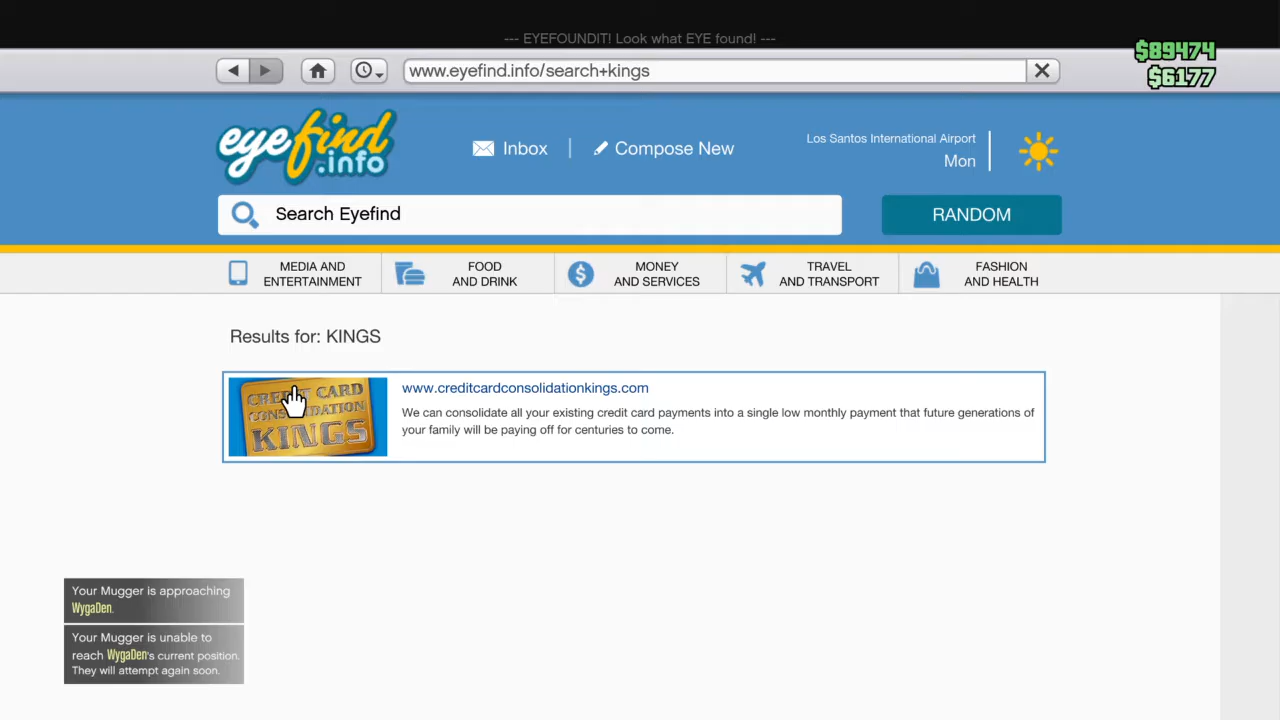 --- EYEFOUNDIT! Look what EYE found! ---
$89474
www.eyefind.info/search+kings
$6177
eyefind.info
Inbox
Compose New
Los Santos International Airport
Mon
Search Eyefind
RANDOM
MEDIA AND ENTERTAINMENT
FOOD AND DRINK
MONEY AND SERVICES
TRAVEL AND TRANSPORT
FASHION AND HEALTH
Results for: KINGS
CREDIT CARD
CONSOLIDATION
KINGS
www.creditcardconsolidationkings.com
We can consolidate all your existing credit card payments into a single low monthly payment that future generations of
your family will be paying off for centuries to come.
Your Mugger is approaching
WygaDen.
Your Mugger is unable to
reach WygaDen's current position.
They will attempt again soon.